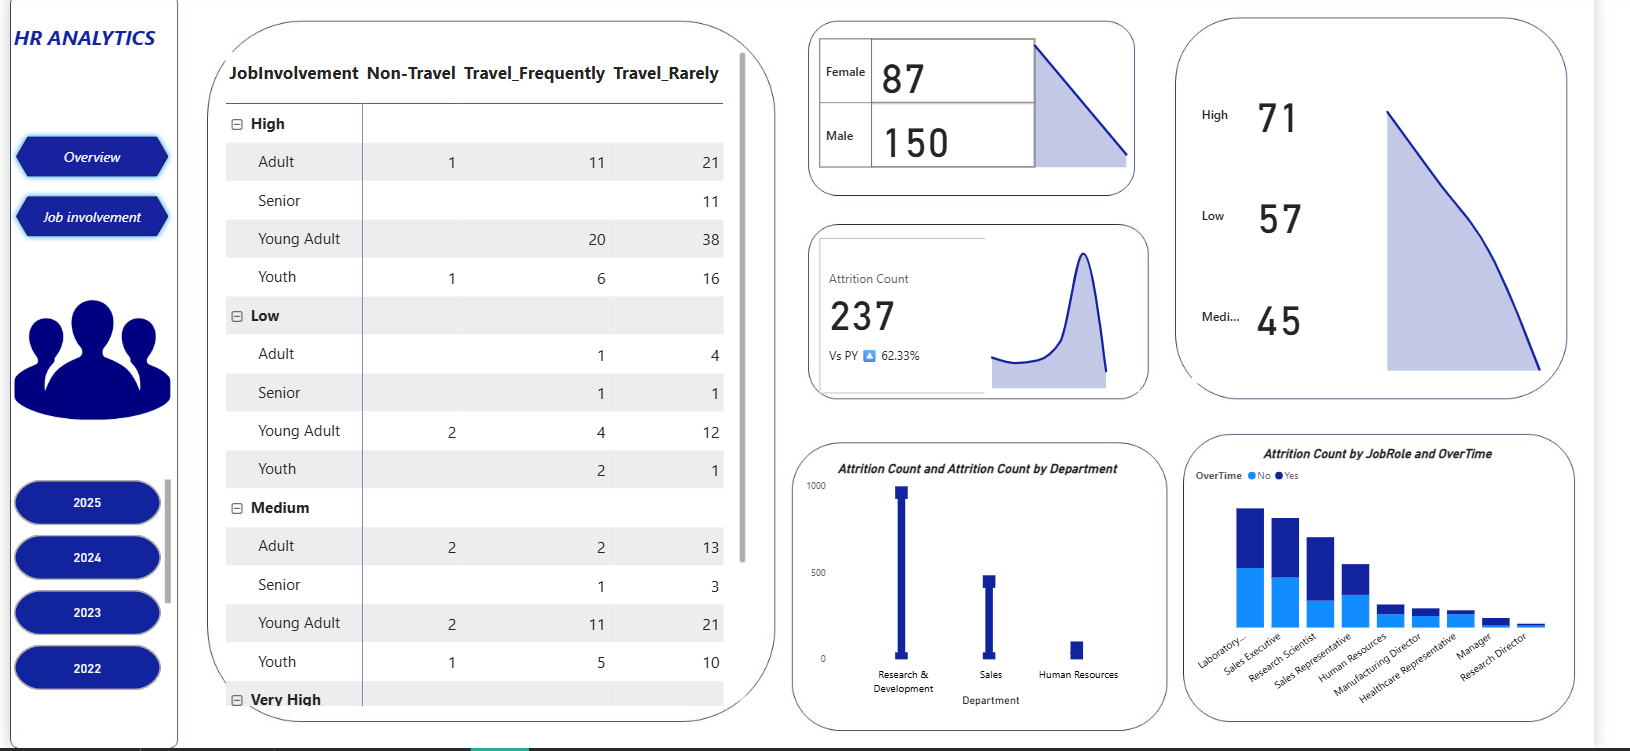 HR ANALYTICS
Overview
Job involvement
2025
2024
2023
2022
JobInvolvement Non-Travel Travel_Frequently Travel_Rarely
High
Adult 1 11 21
Senior 11
Young Adult 20 38
Youth 1 6 16
Low
Adult 1 4
Senior 1 1
Young Adult 2 4 12
Youth 2 1
Medium
Adult 2 2 13
Senior 1 3
Young Adult 2 11 21
Youth 1 5 10
Very High
Female 87
Male 150
Attrition Count
237
Vs PY 🔼 62.33%
High 71
Low 57
Medi... 45
Attrition Count and Attrition Count by Department
1000
500
0
Research &
Development
Sales
Human Resources
Department
Attrition Count by JobRole and OverTime
OverTime No Yes
Laboratory...
Sales Executive
Research Scientist
Sales Representative
Human Resources
Manufacturing Director
Healthcare Representative
Manager
Research Director